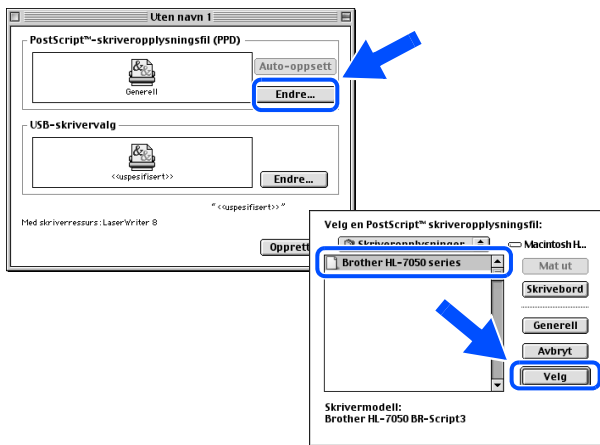 Uten navn 1
PostScript™-skriveropplysningsfil (PPD)
Generell
Auto-oppsett
Endre...
USB-skrivervalg
<<uspesifisert>>
Endre...
"<<uspesifisert>>"
Med skriverressurs: LaserWriter 8
Opprett
Velg en PostScript™ skriveropplysningsfil:
Skriveropplysninger
Macintosh H...
Brother HL-7050 series
Mat ut
Skrivebord
Generell
Avbryt
Velg
Skrivermodell:
Brother HL-7050 BR-Script3